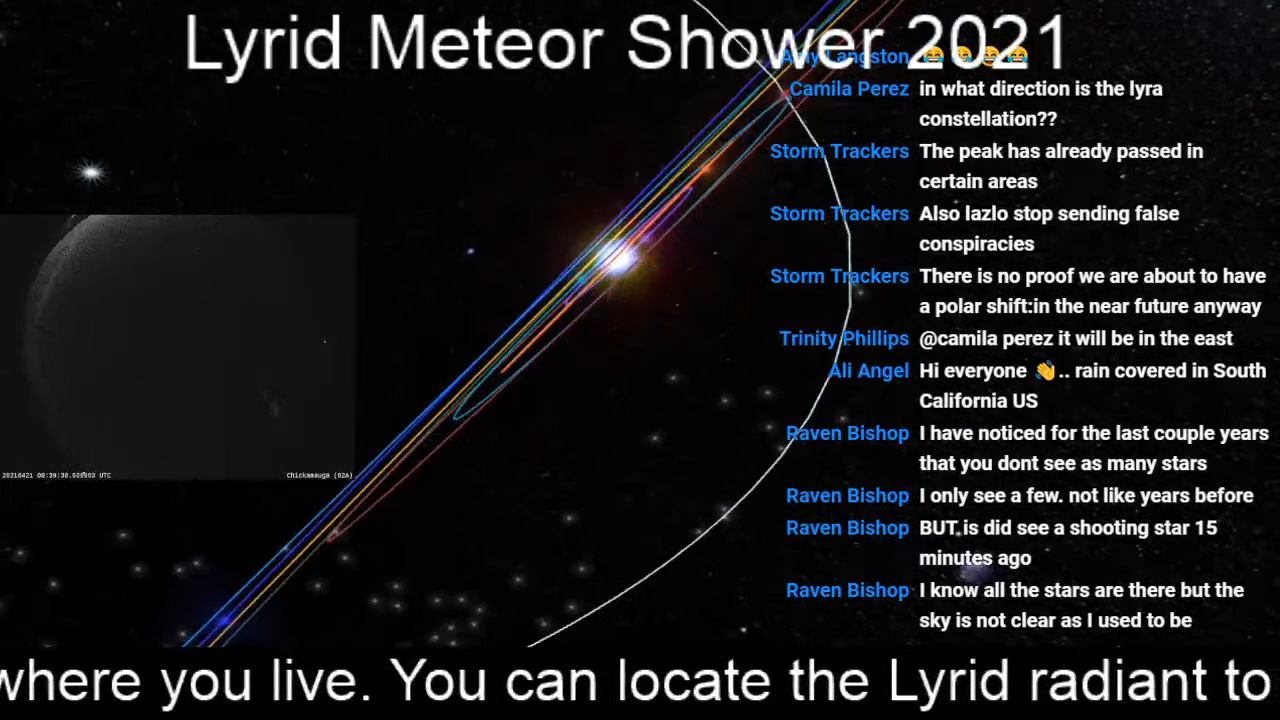 Lyrid Meteor Shower 2021
Amy Langston 😂 😂 😂 😂
Camila Perez in what direction is the lyra
constellation??
Storm Trackers The peak has already passed in
certain areas
Storm Trackers Also lazlo stop sending false
conspiracies
Storm Trackers There is no proof we are about to have
a polar shift:in the near future anyway
Trinity Phillips @camila perez it will be in the east
Ali Angel Hi everyone 👋.. rain covered in South
California US
Raven Bishop I have noticed for the last couple years
that you dont see as many stars
Raven Bishop I only see a few. not like years before
Raven Bishop BUT is did see a shooting star 15
minutes ago
Raven Bishop I know all the stars are there but the
sky is not clear as I used to be
UTC Chickamauga (02A)
where you live. You can locate the Lyrid radiant to